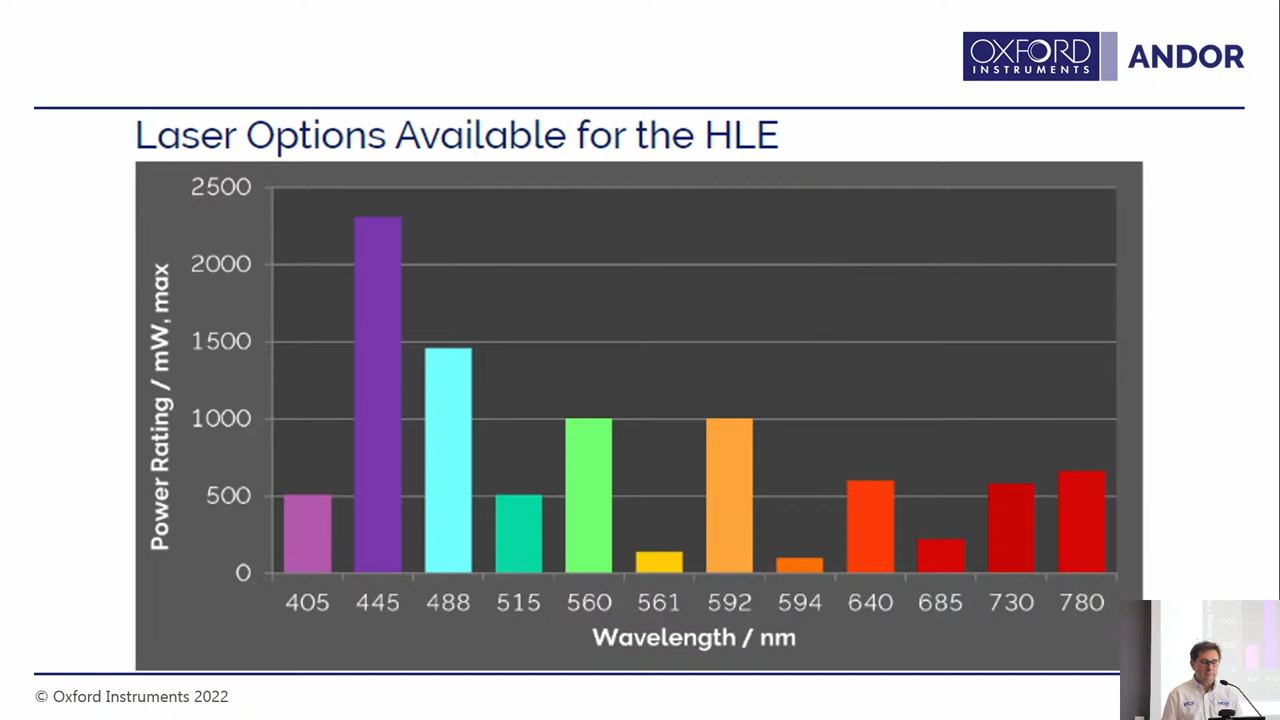 OXFORD
INSTRUMENTS
ANDOR
Laser Options Available for the HLE
Power Rating / mW, max
2500
2000
1500
1000
500
0
405 445 488 515 560 561 592 594 640 685 730 780
Wavelength / nm
© Oxford Instruments 2022